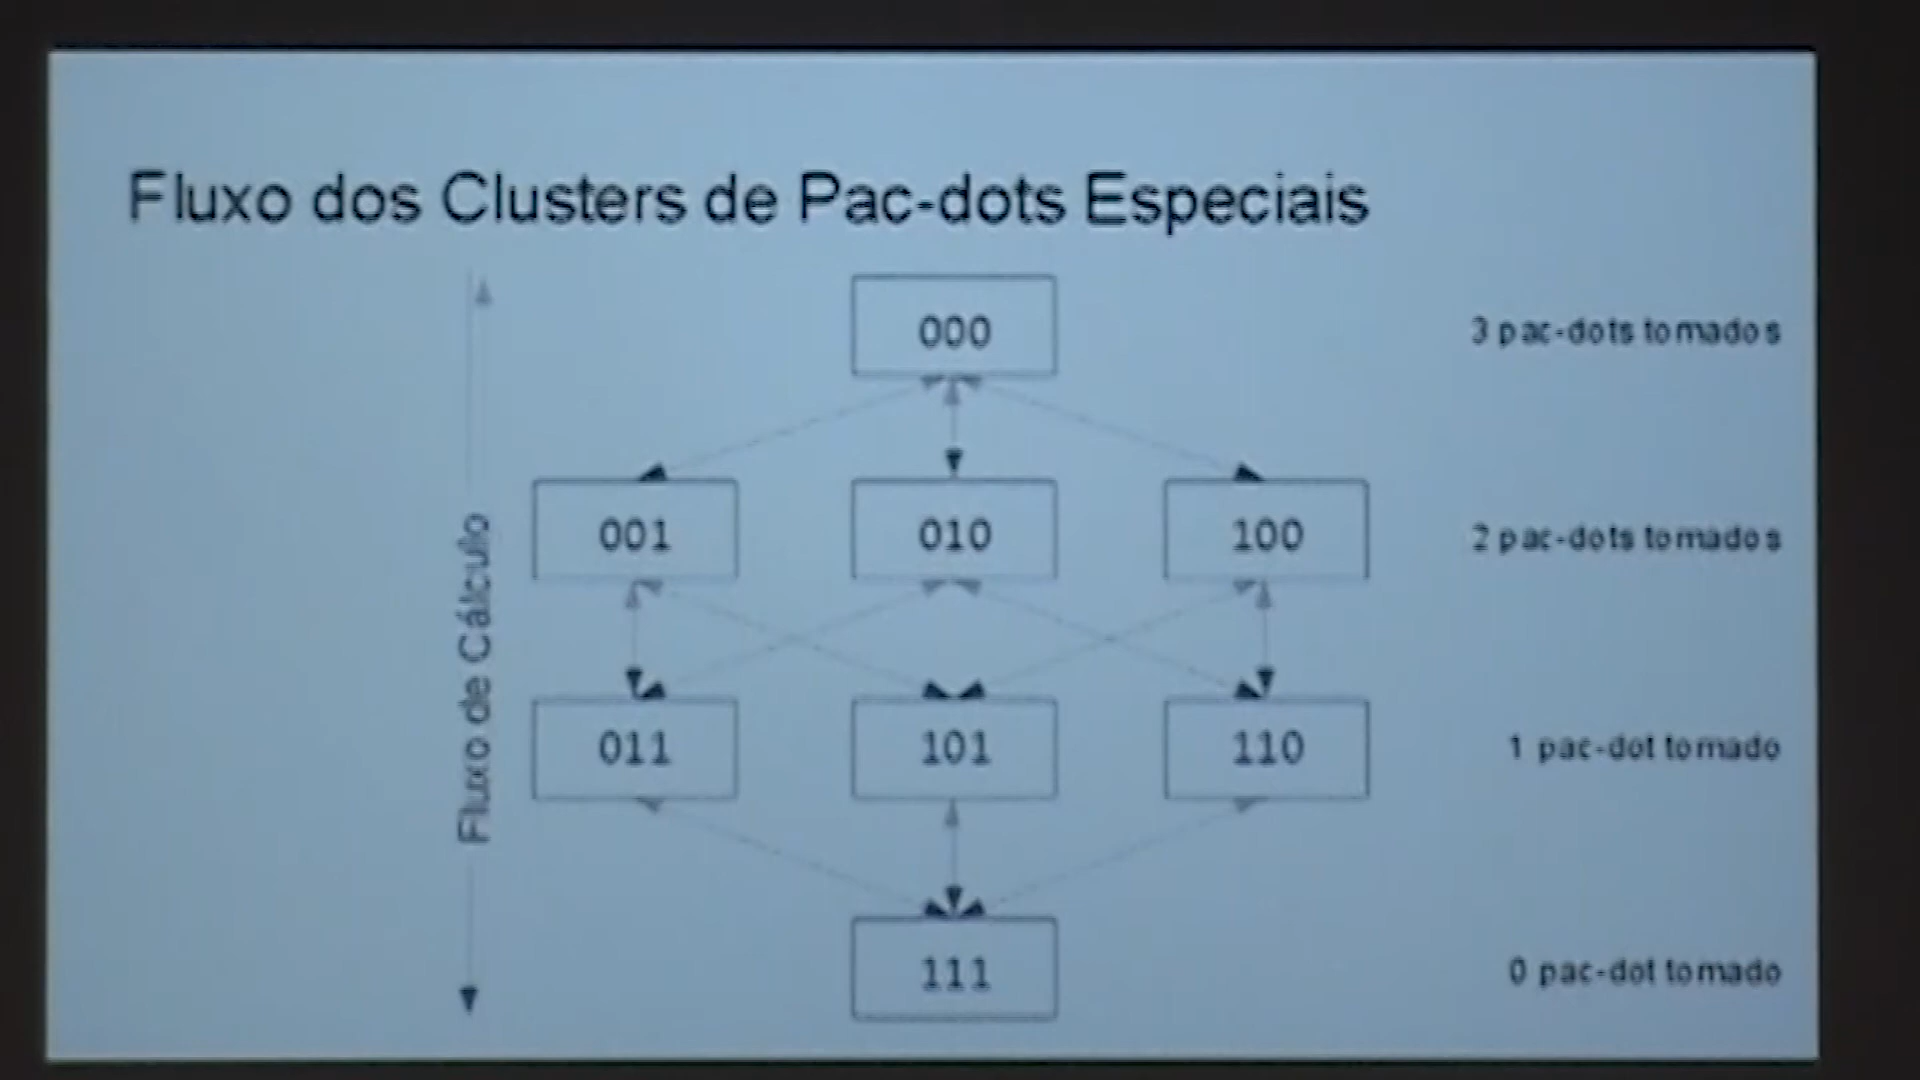 Fluxo dos Clusters de Pac-dots Especiais
000
3 pac-dots tomados
001
010
100
2 pac-dots tomados
Fluxo de Cálculo
011
101
110
1 pac-dot tomado
111
0 pac-dot tomado